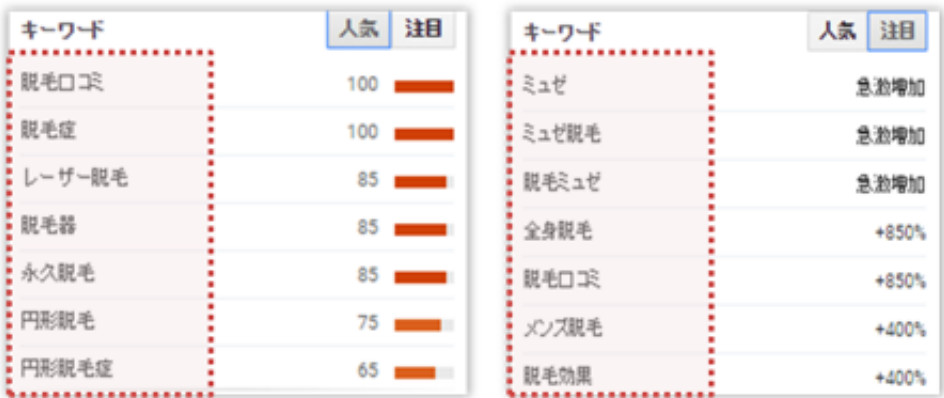 キーワード 人気 注目
脱毛口コミ 100
脱毛症 100
レーザー脱毛 85
脱毛器 85
永久脱毛 85
円形脱毛 75
円形脱毛症 65
キーワード 人気 注目
ミュゼ 急激増加
ミュゼ脱毛 急激増加
脱毛ミュゼ 急激増加
全身脱毛 +850%
脱毛口コミ +850%
メンズ脱毛 +400%
脱毛効果 +400%